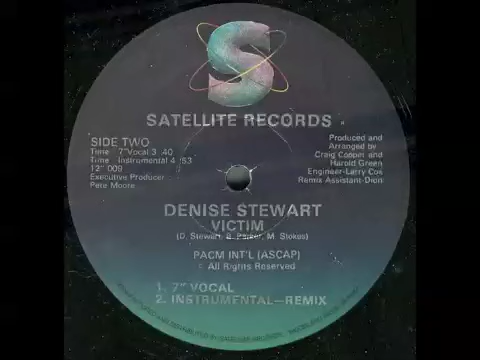 S
SATELLITE RECORDS
SIDE TWO
Time 7" Vocal 3:40
Time Instrumental 4:53
12" 009
Executive Producer
Pete Moore
Produced and
Arranged by
Craig Cooper and
Harold Green
Engineer-Larry Cox
Remix Assistant-Dion
DENISE STEWART
VICTIM
(D. Stewart, B. Parker, M. Stokes)
PACM INT'L (ASCAP)
© All Rights Reserved
1. 7" VOCAL
2. INSTRUMENTAL—REMIX